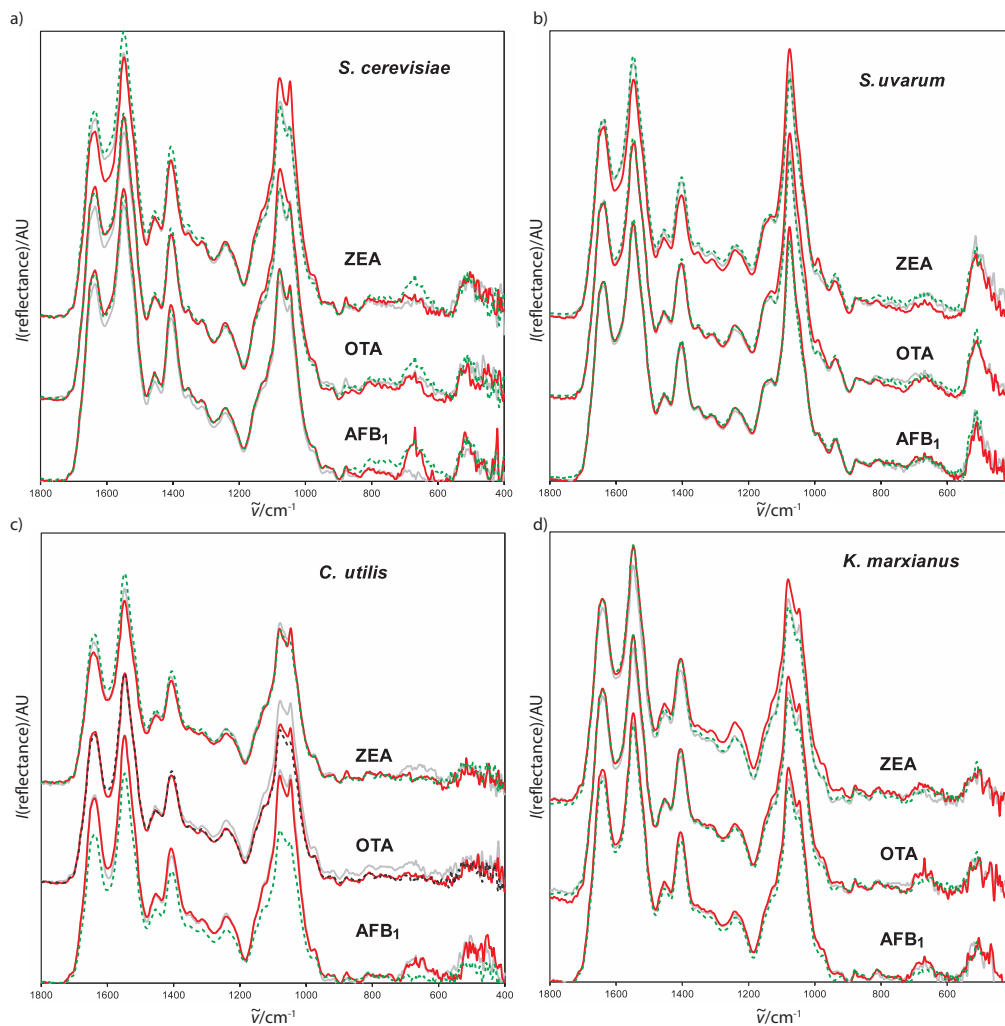 a)
S. cerevisiae
I(reflectance)/AU
ZEA
OTA
AFB1
1800 1600 1400 1200 1000 800 600 400
ṽ/cm-1
b)
S. uvarum
I(reflectance)/AU
ZEA
OTA
AFB1
1800 1600 1400 1200 1000 800 600
ṽ/cm-1
c)
C. utilis
I(reflectance)/AU
ZEA
OTA
AFB1
1800 1600 1400 1200 1000 800 600 400
ṽ/cm-1
d)
K. marxianus
I(reflectance)/AU
ZEA
OTA
AFB1
1800 1600 1400 1200 1000 800 600
ṽ/cm-1